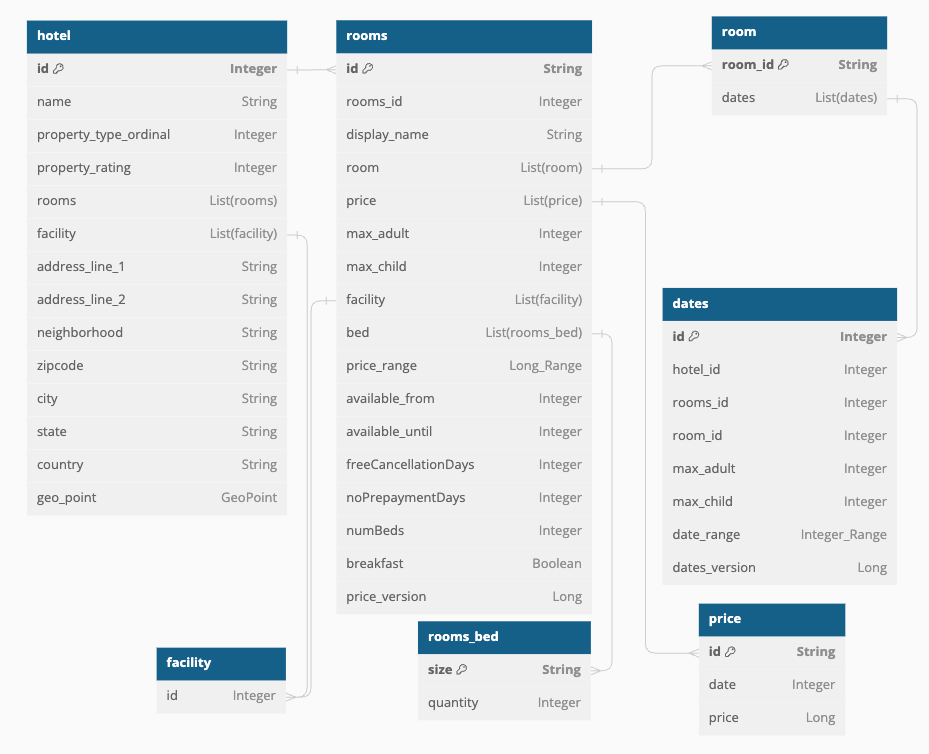 hotel
id Integer
name String
property_type_ordinal Integer
property_rating Integer
rooms List(rooms)
facility List(facility)
address_line_1 String
address_line_2 String
neighborhood String
zipcode String
city String
state String
country String
geo_point GeoPoint
rooms
id String
rooms_id Integer
display_name String
room List(room)
price List(price)
max_adult Integer
max_child Integer
facility List(facility)
bed List(rooms_bed)
price_range Long_Range
available_from Integer
available_until Integer
freeCancellationDays Integer
noPrepaymentDays Integer
numBeds Integer
breakfast Boolean
price_version Long
room
room_id String
dates List(dates)
dates
id Integer
hotel_id Integer
rooms_id Integer
room_id Integer
max_adult Integer
max_child Integer
date_range Integer_Range
dates_version Long
facility
id Integer
rooms_bed
size String
quantity Integer
price
id String
date Integer
price Long